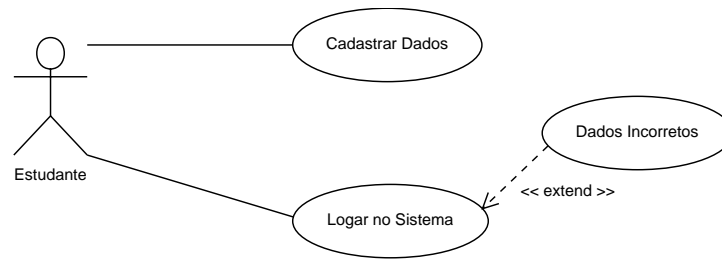 Cadastrar Dados
Dados Incorretos
Estudante
<< extend >>
Logar no Sistema